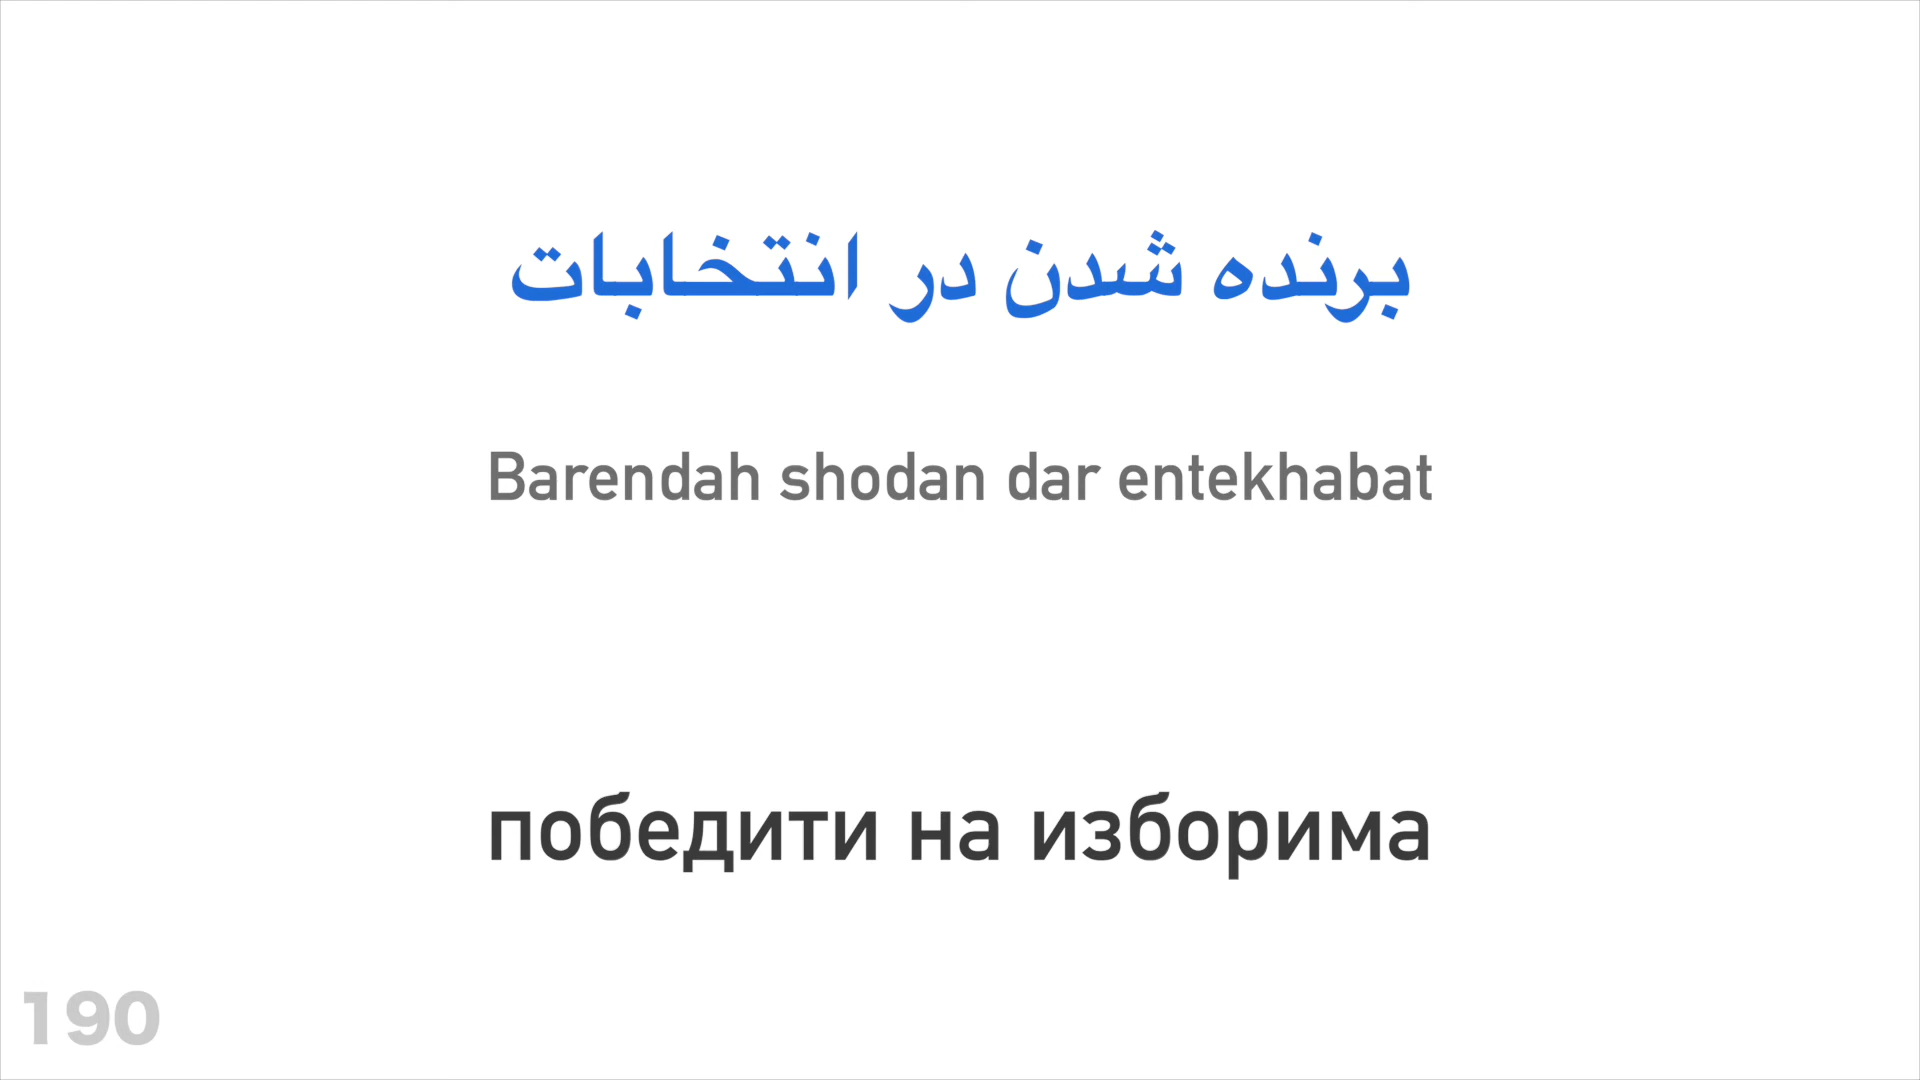 برنده شدن در انتخابات
Barendah shodan dar entekhabat
победити на изборима
190